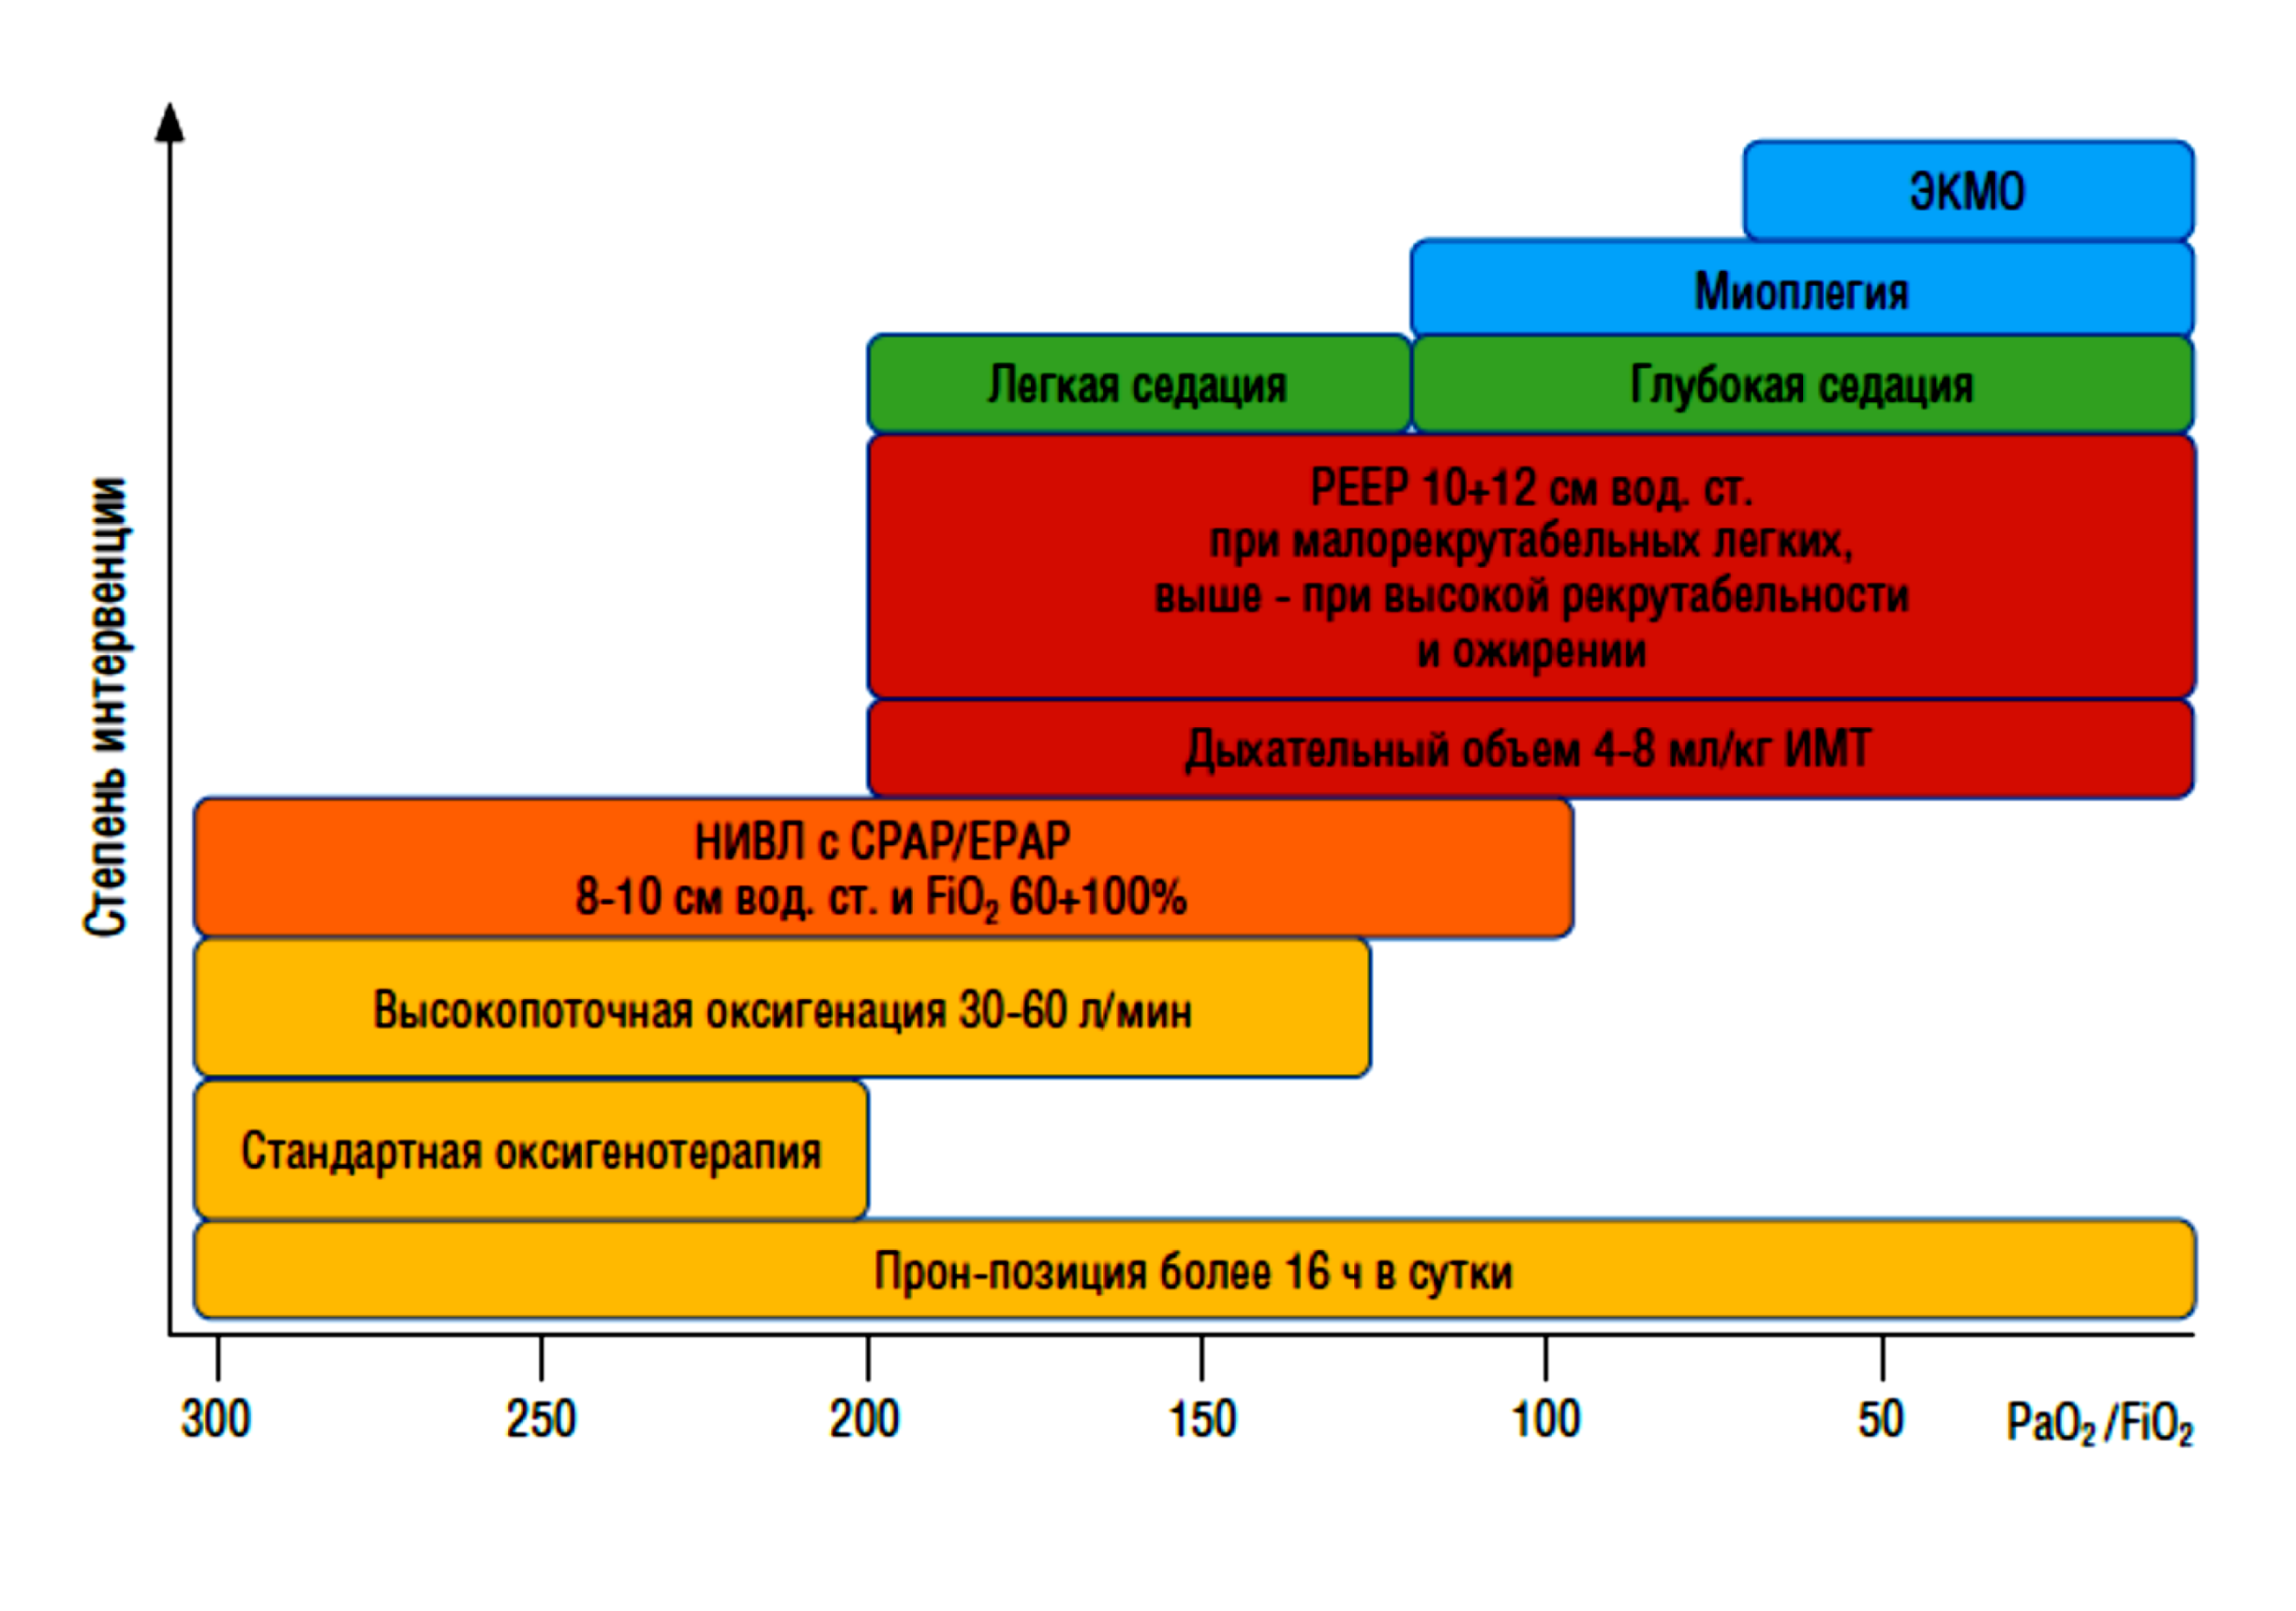 ЭКМО
Миоплегия
Легкая седация
Глубокая седация
PEEP 10+12 см вод. ст.
при малорекрутабельных легких,
выше - при высокой рекрутабельности
и ожирении
Дыхательный объем 4-8 мл/кг ИМТ
НИВЛ с CPAP/EPAP
8-10 см вод. ст. и FiO₂ 60+100%
Высокопоточная оксигенация 30-60 л/мин
Стандартная оксигенотерапия
Прон-позиция более 16 ч в сутки
Степень интервенции
300 250 200 150 100 50 PaO₂ /FiO₂